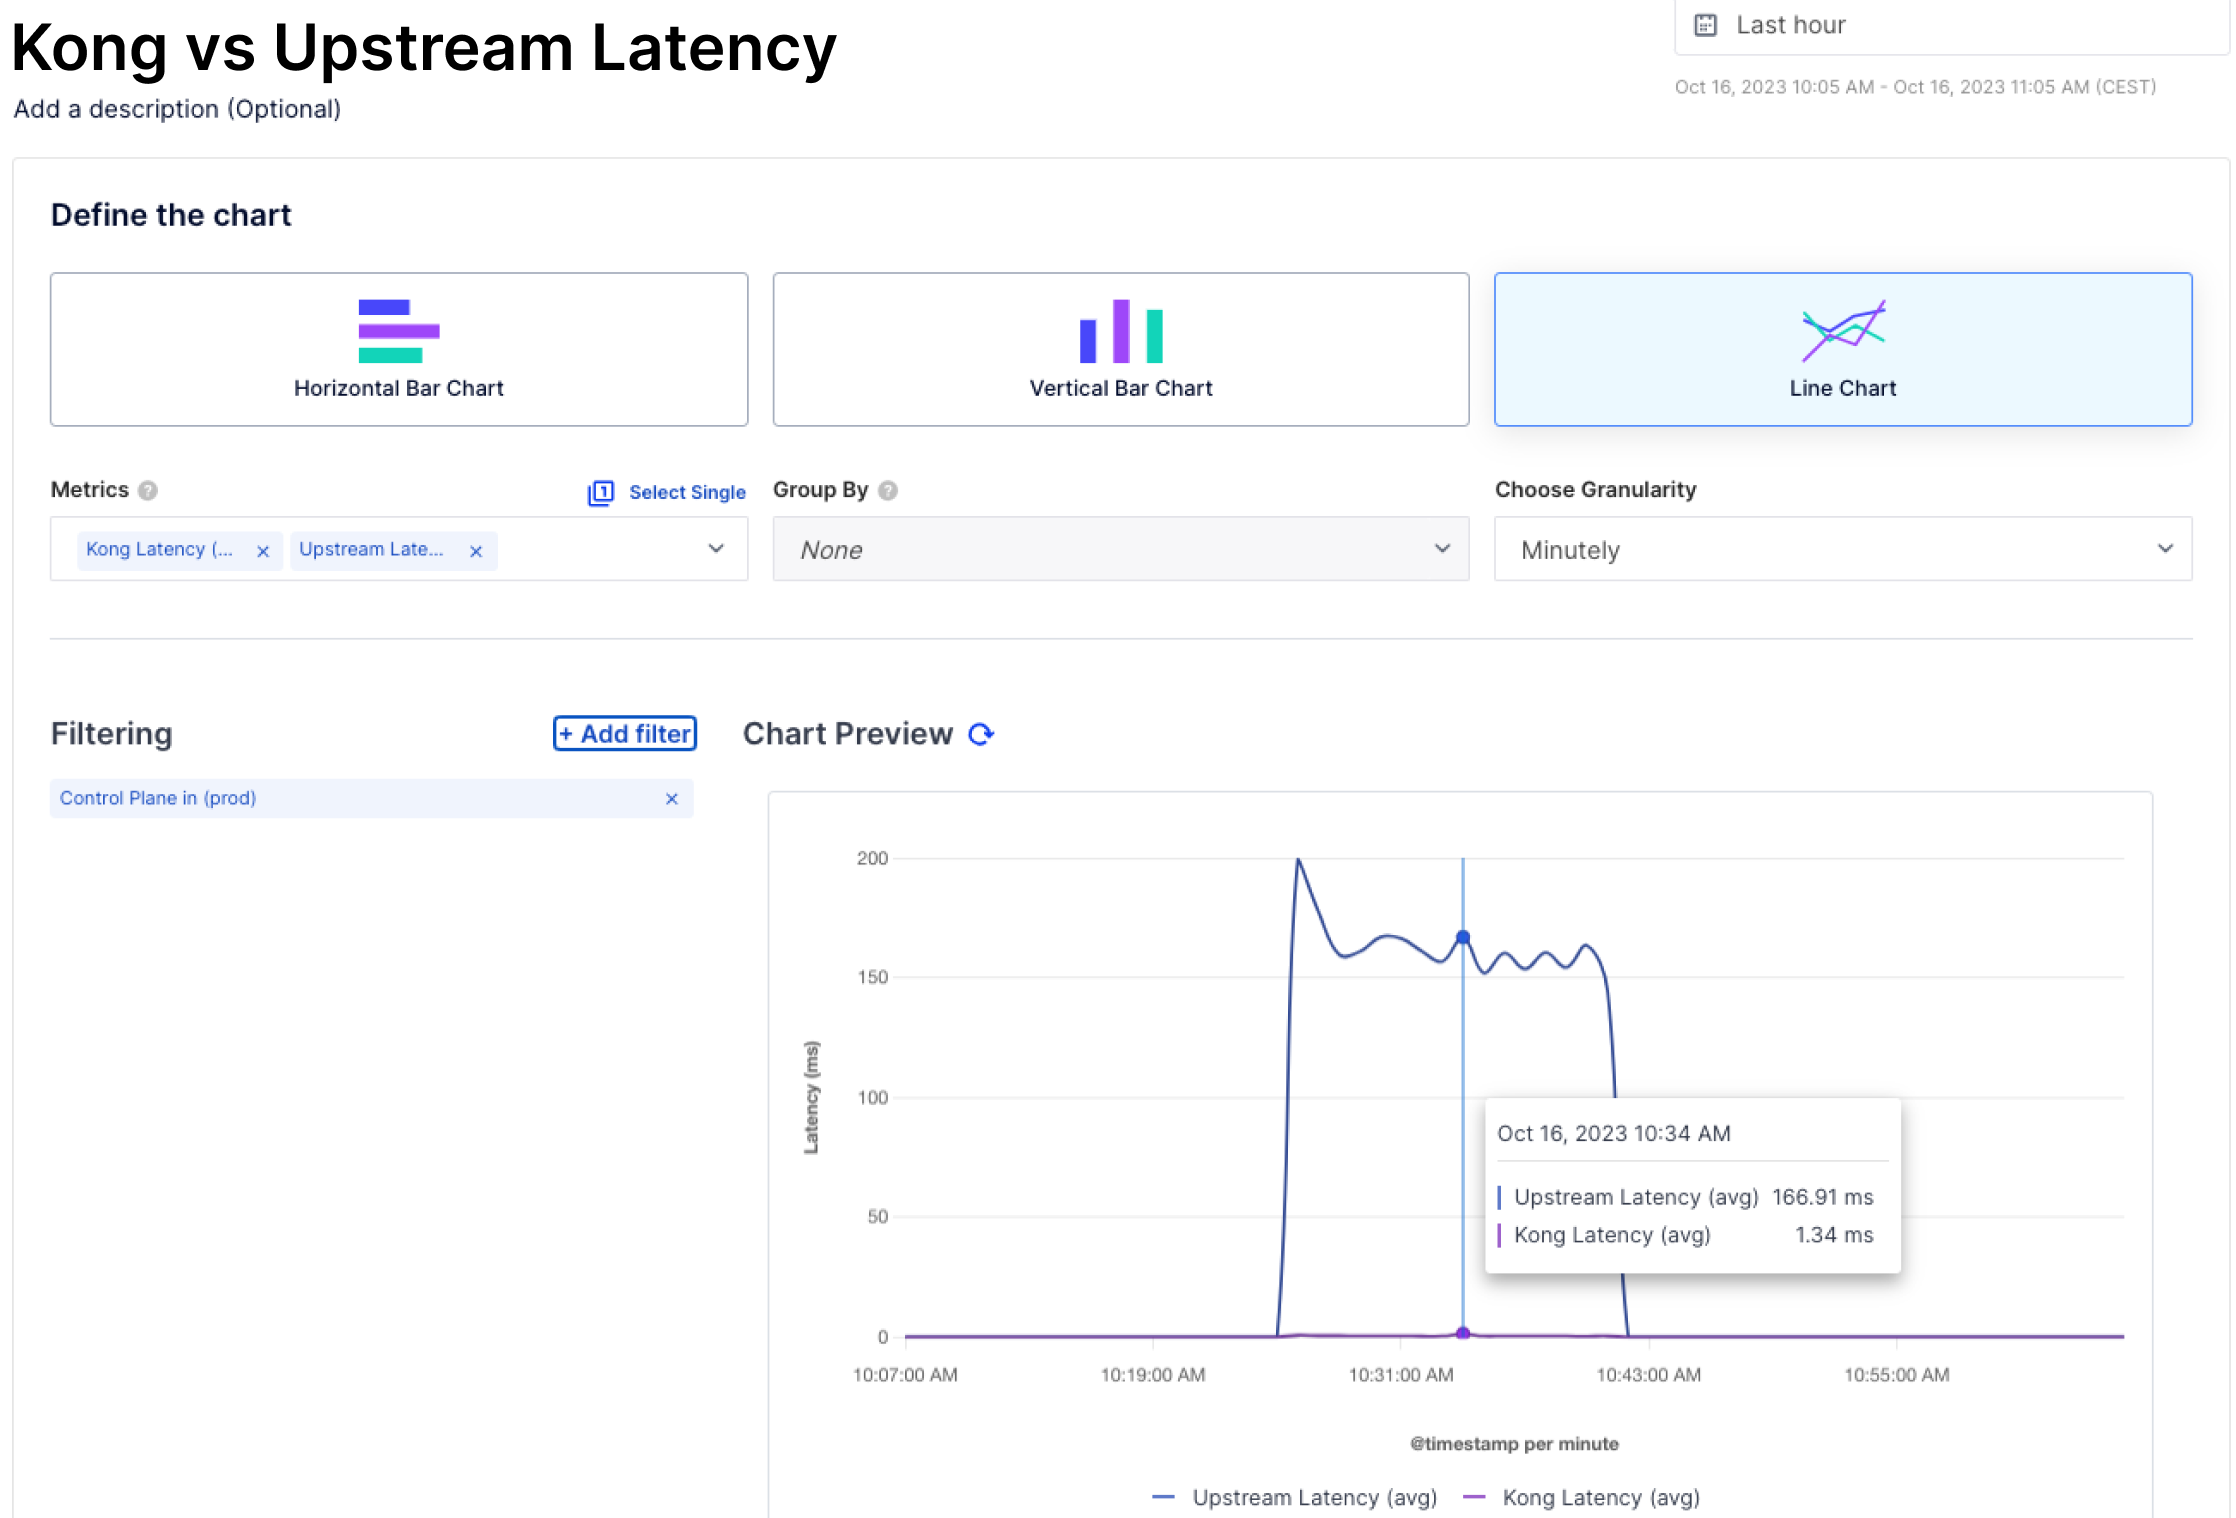 Kong vs Upstream Latency
Last hour
Add a description (Optional)
Oct 16, 2023 10:05 AM - Oct 16, 2023 11:05 AM (CEST)
Define the chart
Horizontal Bar Chart
Vertical Bar Chart
Line Chart
Metrics ?
1 Select Single
Group By ?
Choose Granularity
Kong Latency (... ×
Upstream Late... ×
None
Minutely
Filtering
+ Add filter
Chart Preview
Control Plane in (prod) ×
200
150
100
50
0
Latency (ms)
Oct 16, 2023 10:34 AM
Upstream Latency (avg) 166.91 ms
Kong Latency (avg) 1.34 ms
10:07:00 AM
10:19:00 AM
10:31:00 AM
10:43:00 AM
10:55:00 AM
@timestamp per minute
Upstream Latency (avg)
Kong Latency (avg)